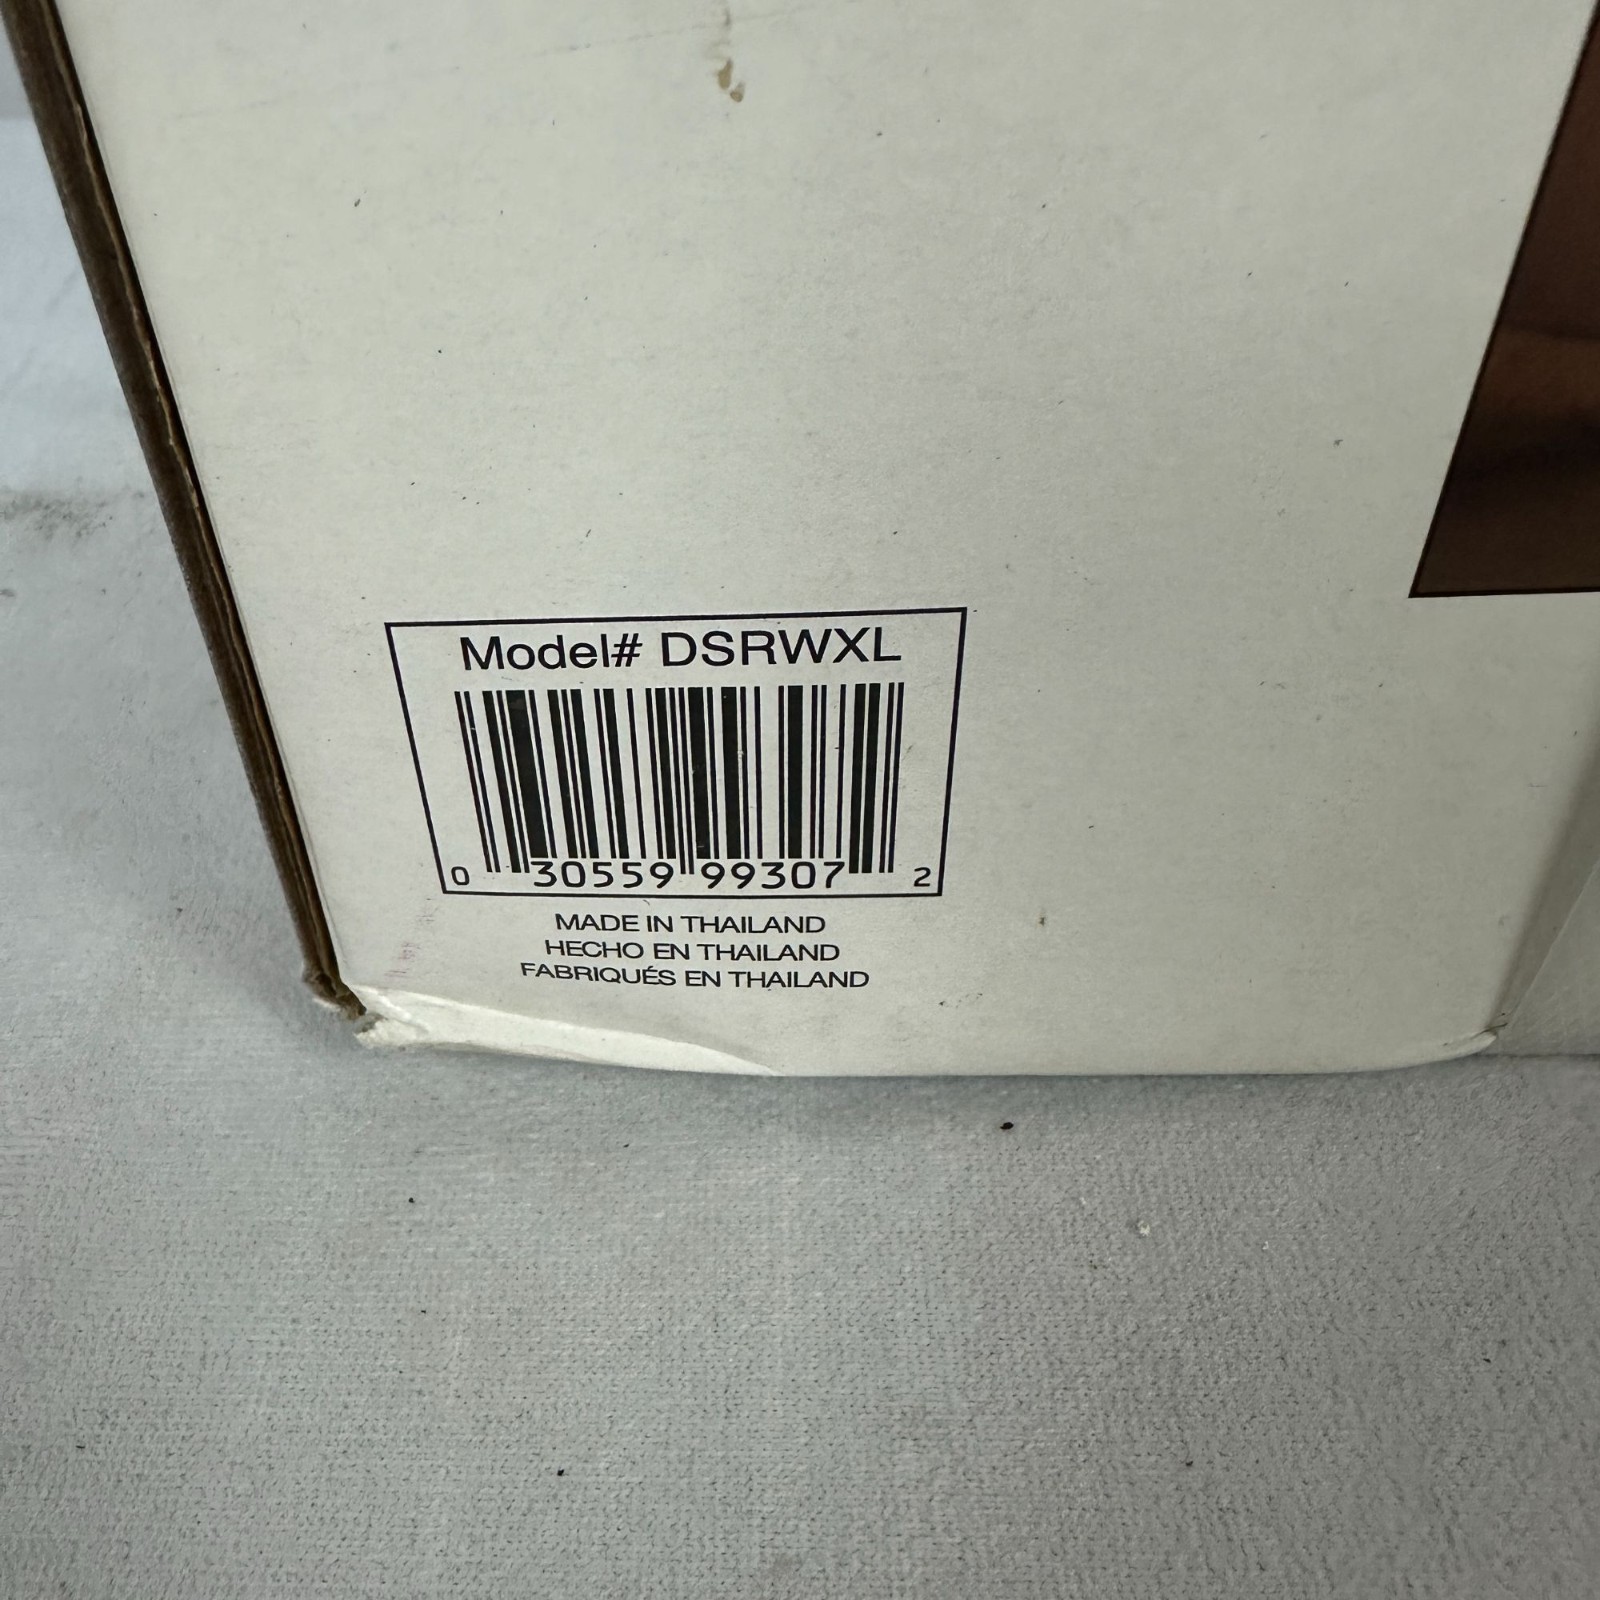 Model# DSRWXL
0 30559 99307 2
MADE IN THAILAND
HECHO EN THAILAND
FABRIQUÉS EN THAILAND